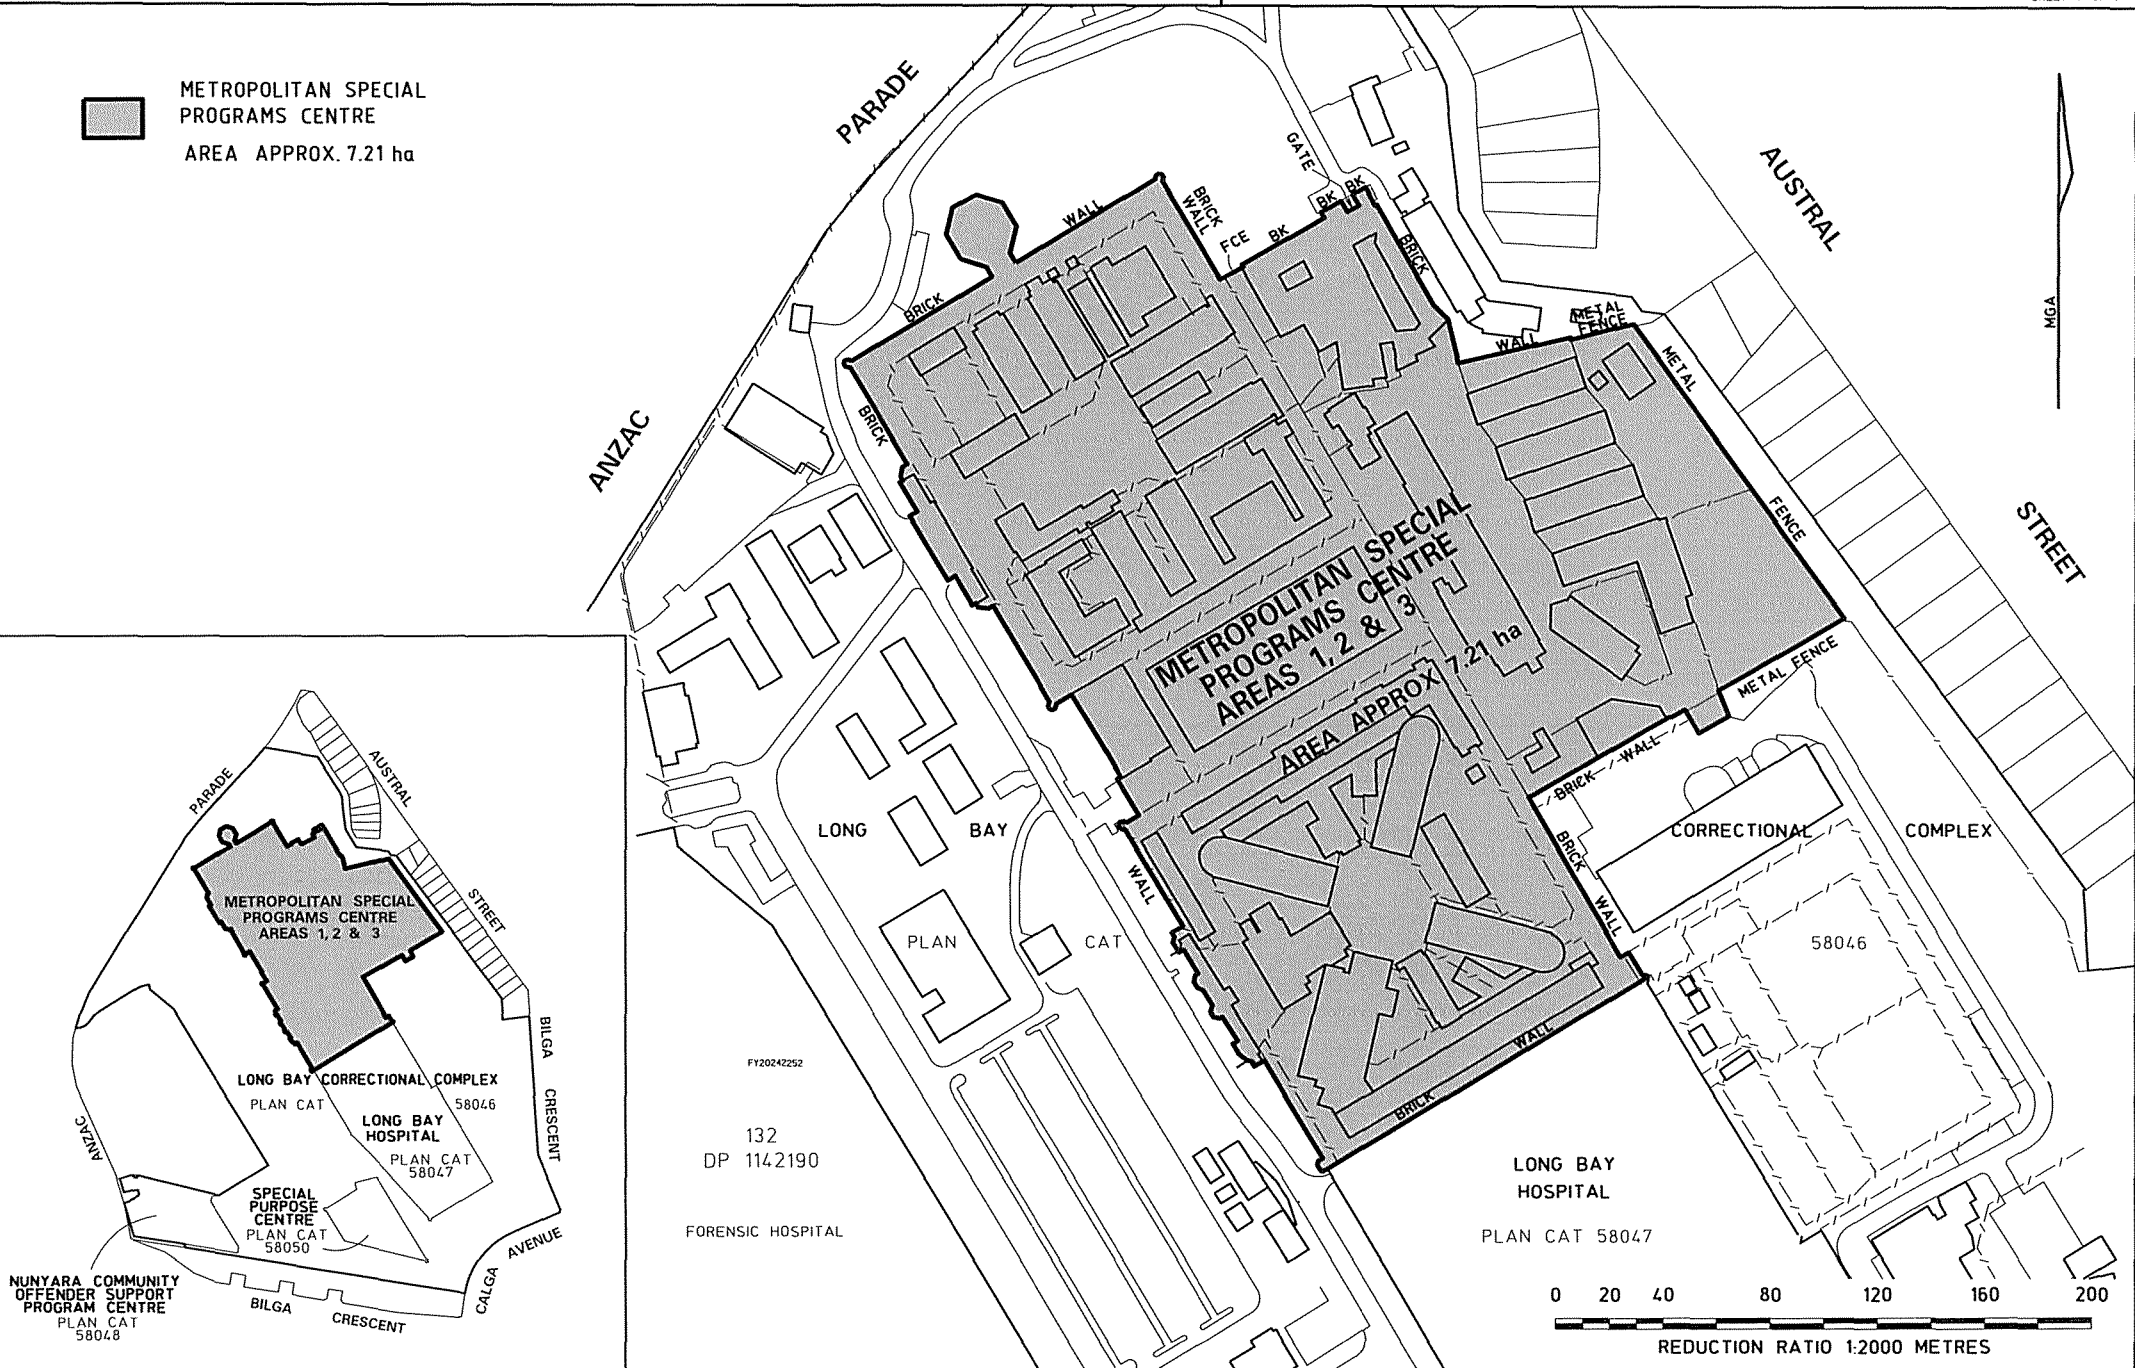 METROPOLITAN SPECIAL
PROGRAMS CENTRE
AREA APPROX. 7.21 ha
PARADE
ANZAC
AUSTRAL
STREET
MGA
GATE
BK
BK
BK
FCE
BRICK
WALL
WALL
BRICK
BRICK
BRICK
WALL
METAL
FENCE
METAL
FENCE
METROPOLITAN SPECIAL
PROGRAMS CENTRE
AREAS 1, 2 & 3
AREA APPROX 7.21 ha
METAL FENCE
BRICK WALL
BRICK
WALL
WALL
WALL
BRICK
LONG BAY
CORRECTIONAL COMPLEX
PLAN CAT
58046
FY20242252
132
DP 1142190
FORENSIC HOSPITAL
LONG BAY
HOSPITAL
PLAN CAT 58047
0 20 40 80 120 160 200
REDUCTION RATIO 1:2000 METRES
PARADE
AUSTRAL
STREET
METROPOLITAN SPECIAL
PROGRAMS CENTRE
AREAS 1, 2 & 3
BILGA
CRESCENT
LONG BAY CORRECTIONAL COMPLEX
PLAN CAT 58046
LONG BAY
HOSPITAL
PLAN CAT
58047
ANZAC
SPECIAL
PURPOSE
CENTRE
PLAN CAT
58050
NUNYARA COMMUNITY
OFFENDER SUPPORT
PROGRAM CENTRE
PLAN CAT
58048
BILGA
CRESCENT
CALGA
AVENUE